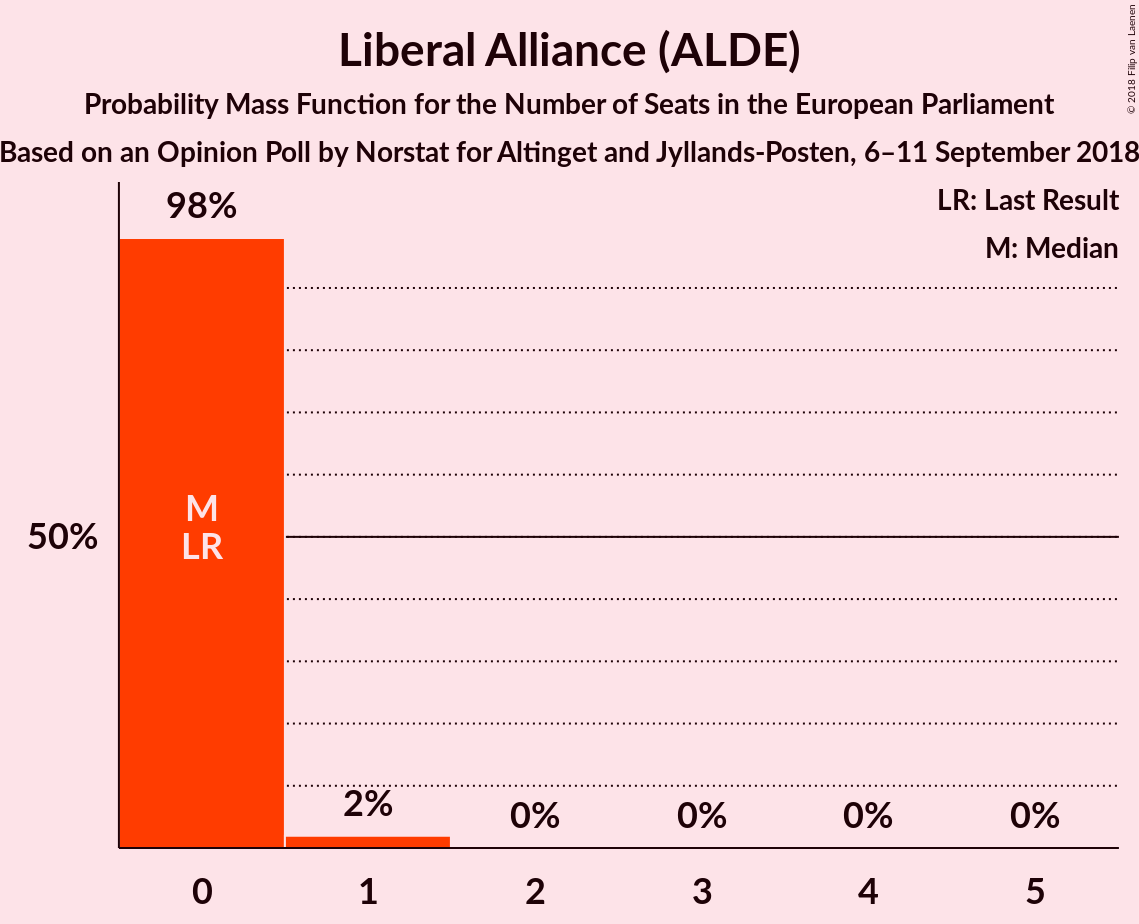 Liberal Alliance (ALDE)
Probability Mass Function for the Number of Seats in the European Parliament
Based on an Opinion Poll by Norstat for Altinget and Jyllands-Posten, 6–11 September 2018
© 2018 Filip van Laenen
LR: Last Result
M: Median
98%
50%
M
LR
2%
0%
0%
0%
0%
0
1
2
3
4
5